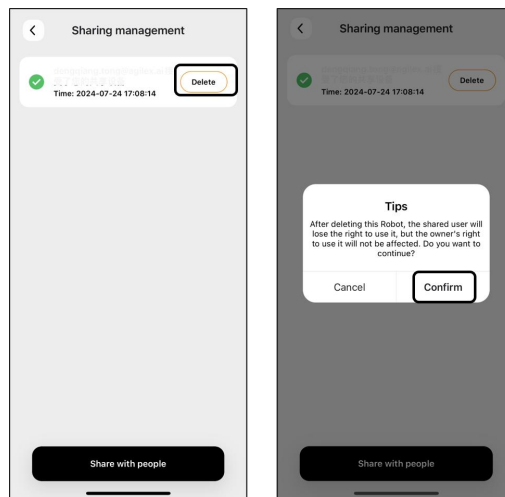 Sharing management
Delete
Time: 2024-07-24 17:08:14
Share with people
Sharing management
Delete
Time: 2024-07-24 17:08:14
Tips
After deleting this Robot, the shared user will
lose the right to use it, but the owner's right
to use it will not be affected. Do you want to
continue?
Cancel
Confirm
Share with people